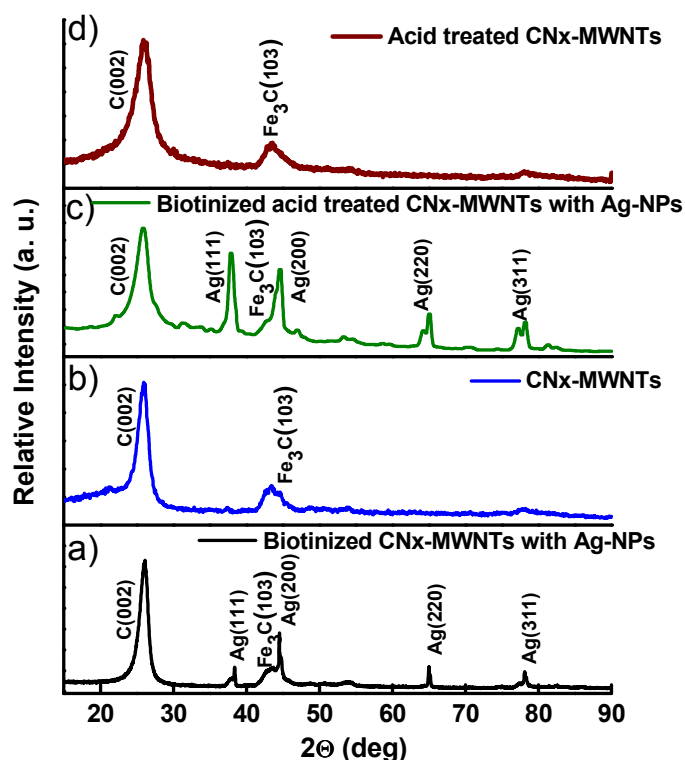 d)
Acid treated CNx-MWNTs
C(002)
Fe3C(103)
c)
Biotinized acid treated CNx-MWNTs with Ag-NPs
C(002)
Ag(111)
Fe3C(103)
Ag(200)
Ag(220)
Ag(311)
b)
CNx-MWNTs
C(002)
Fe3C(103)
a)
Biotinized CNx-MWNTs with Ag-NPs
C(002)
Ag(111)
Fe3C(103)
Ag(200)
Ag(220)
Ag(311)
Relative Intensity (a. u.)
20 30 40 50 60 70 80 90
2Θ (deg)